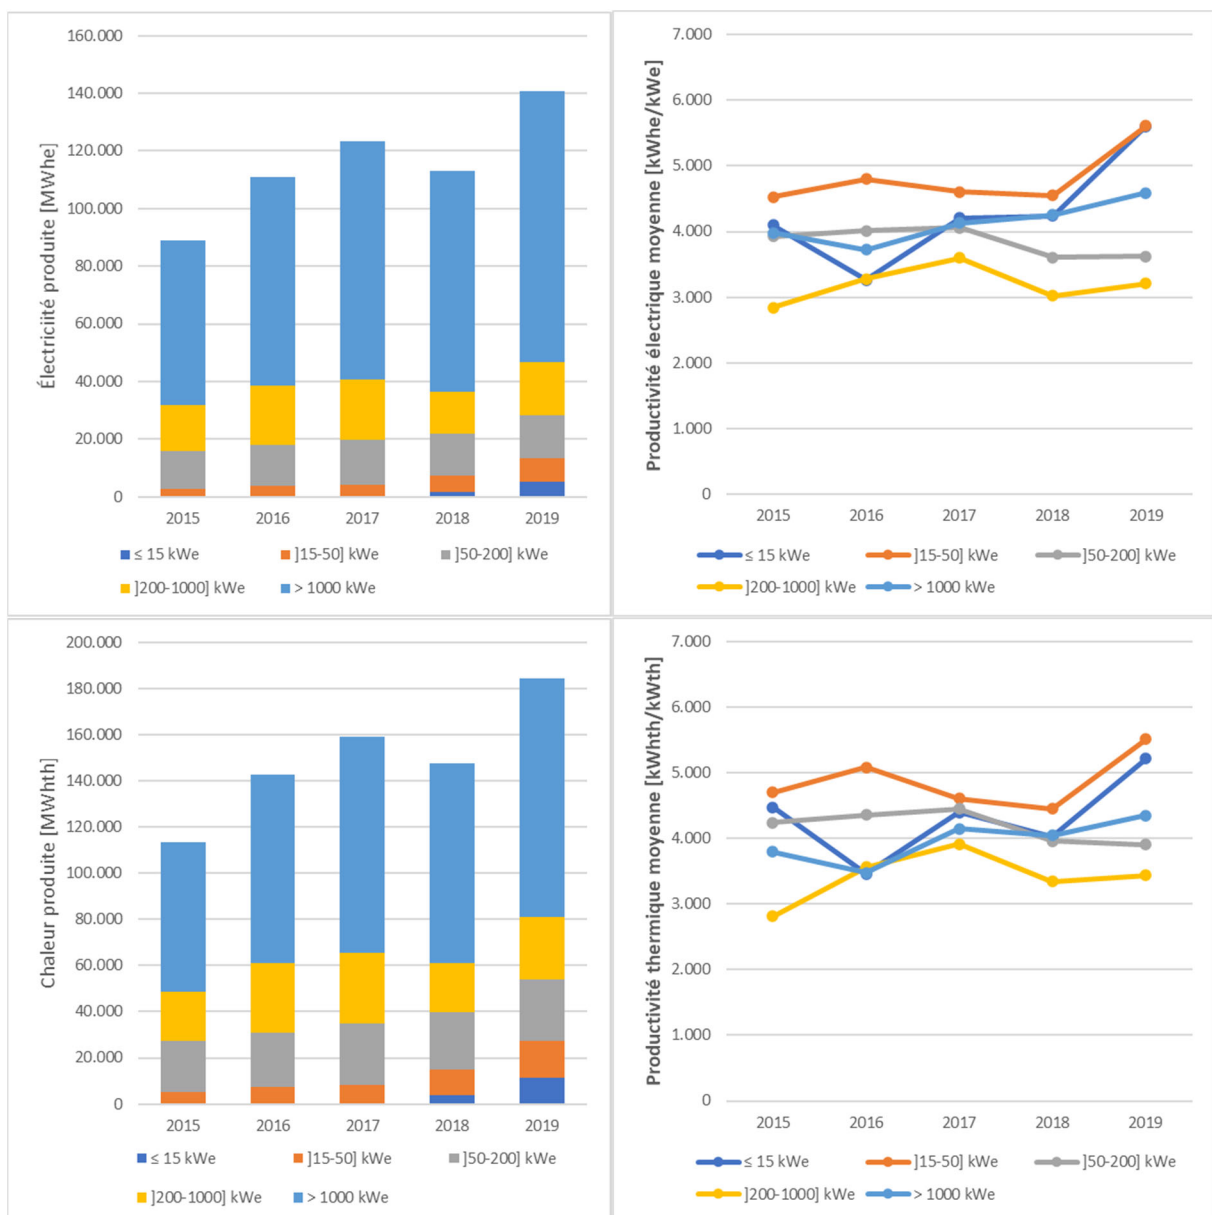 Électriciité produite [MWhe]
160.000
140.000
120.000
100.000
80.000
60.000
40.000
20.000
0
2015 2016 2017 2018 2019
≤ 15 kWe ]15-50] kWe ]50-200] kWe
]200-1000] kWe > 1000 kWe
Productivité électrique moyenne [kWhe/kWe]
7.000
6.000
5.000
4.000
3.000
2.000
1.000
0
2015 2016 2017 2018 2019
≤ 15 kWe ]15-50] kWe ]50-200] kWe
]200-1000] kWe > 1000 kWe
Chaleur produite [MWhth]
200.000
180.000
160.000
140.000
120.000
100.000
80.000
60.000
40.000
20.000
0
2015 2016 2017 2018 2019
≤ 15 kWe ]15-50] kWe ]50-200] kWe
]200-1000] kWe > 1000 kWe
Productivité thermique moyenne [kWhth/kWth]
7.000
6.000
5.000
4.000
3.000
2.000
1.000
0
2015 2016 2017 2018 2019
≤ 15 kWe ]15-50] kWe ]50-200] kWe
]200-1000] kWe > 1000 kWe